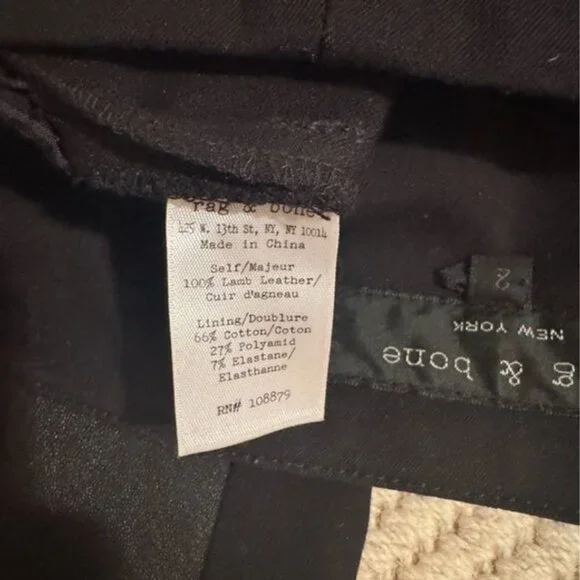 rag & bone
425 W. 13th St, NY, NY 10014
Made in China
Self/Majeur
100% Lamb Leather/
Cuir d'agneau
Lining/Doublure
66% Cotton/Coton
27% Polyamid
7% Elastane/
Elasthanne
RN# 108879
2
g & bone
NEW YORK